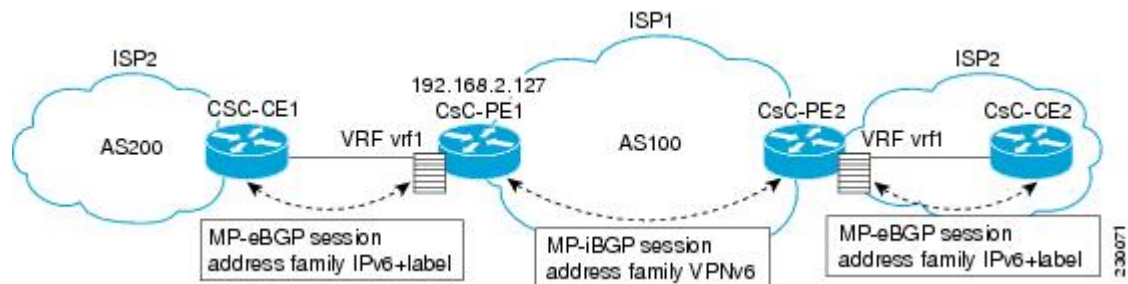 ISP1
ISP2
ISP2
192.168.2.127
CSC-CE1
CsC-PE1
CsC-PE2
CsC-CE2
AS200
VRF vrf1
AS100
VRF vrf1
MP-eBGP session
address family IPv6+label
MP-iBGP session
address family VPNv6
MP-eBGP session
address family IPv6+label
230671